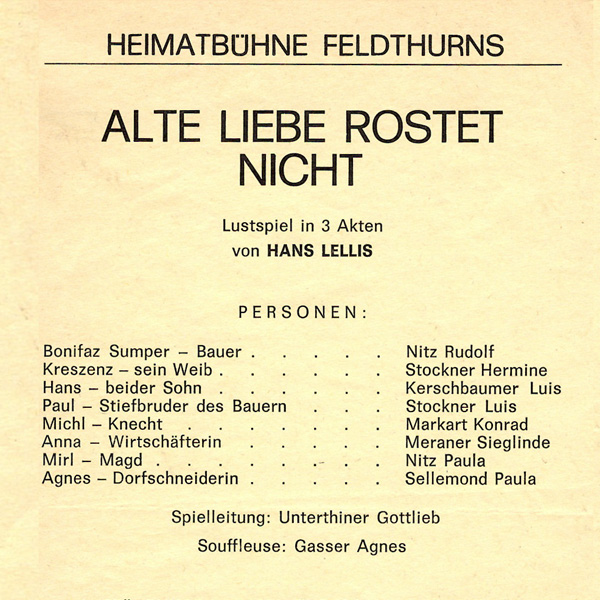 HEIMATBÜHNE FELDTHURNS
ALTE LIEBE ROSTET
NICHT
Lustspiel in 3 Akten
von HANS LELLIS
PERSONEN:
Bonifaz Sumper – Bauer . . . . . Nitz Rudolf
Kreszenz – sein Weib . . . . . . Stockner Hermine
Hans – beider Sohn . . . . . . Kerschbaumer Luis
Paul – Stiefbruder des Bauern . . . Stockner Luis
Michl – Knecht . . . . . . . Markart Konrad
Anna – Wirtschäfterin . . . . . Meraner Sieglinde
Mirl – Magd . . . . . . . . Nitz Paula
Agnes – Dorfschneiderin . . . . . Sellemond Paula
Spielleitung: Unterthiner Gottlieb
Souffleuse: Gasser Agnes